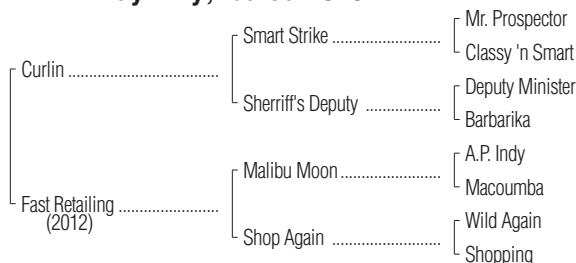 Smart Strike ....................
Mr. Prospector
Classy 'n Smart
Curlin ................................
Sherriff's Deputy ................
Deputy Minister
Barbarika
Malibu Moon .....................
A.P. Indy
Macoumba
Fast Retailing .....................
(2012)
Shop Again .......................
Wild Again
Shopping